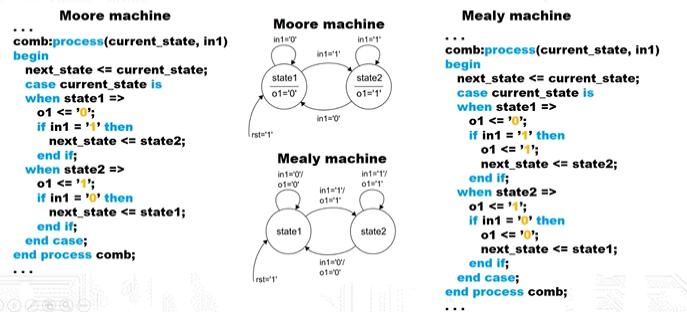 Moore machine
. . .
comb:process(current_state, in1)
begin
next_state <= current_state;
case current_state is
when state1 =>
o1 <= '0';
if in1 = '1' then
next_state <= state2;
end if;
when state2 =>
o1 <= '1';
if in1 = '0' then
next_state <= state1;
end if;
end case;
end process comb;
. . .
Moore machine
in1='0'
in1='1'
in1='1'
state1
o1='0'
state2
o1='1'
in1='0'
rst='1'
Mealy machine
in1='0'/
o1='0'
in1='1'/
o1='1'
in1='1'/
o1='1'
state1
state2
in1='0'/
o1='0'
rst='1'
Mealy machine
. . .
comb:process(current_state, in1)
begin
next_state <= current_state;
case current_state is
when state1 =>
o1 <= '0';
if in1 = '1' then
o1 <= '1';
next_state <= state2;
end if;
when state2 =>
o1 <= '1';
if in1 = '0' then
o1 <= '0';
next_state <= state1;
end if;
end case;
end process comb;
. . .